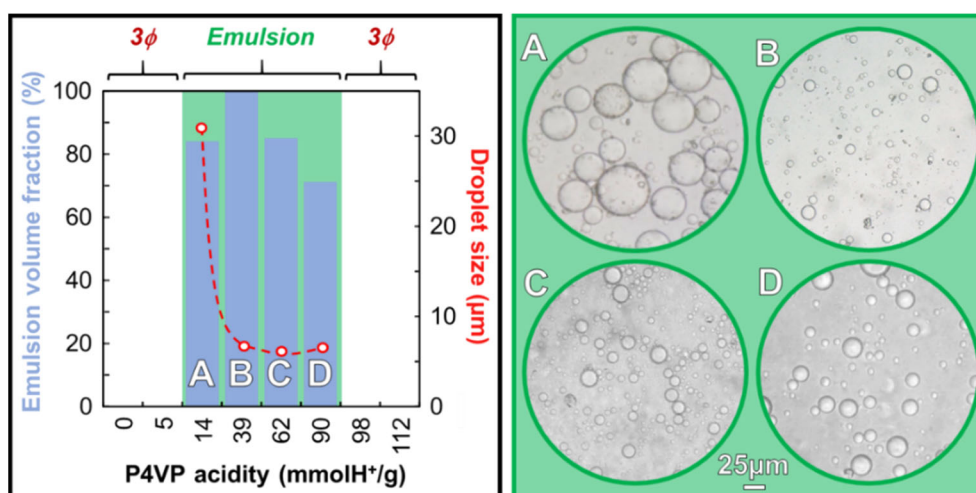 3ϕ Emulsion 3ϕ
Emulsion volume fraction (%)
100
80
60
40
20
0
A B C D
30
20
10
0
Droplet size (µm)
0 5 14 39 62 90 98 112
P4VP acidity (mmolH⁺/g)
A
B
C
D
25µm